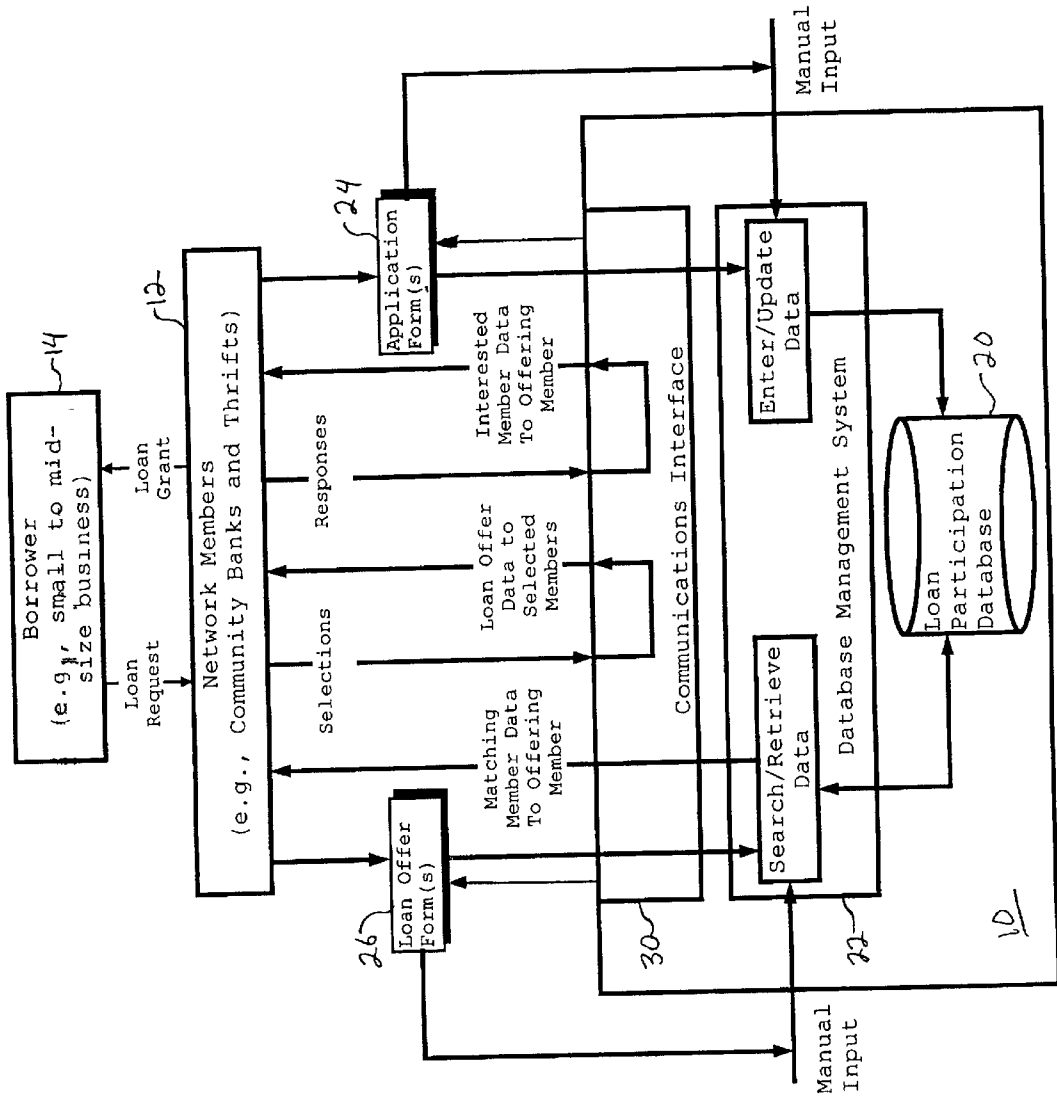 Borrower
(e.g., small to mid-
size business)
14
Loan
Request
Loan
Grant
12
Network Members
(e.g., Community Banks and Thrifts)
26
Loan Offer
Form(s)
Matching
Member Data
To Offering
Member
Selections
Loan Offer
Data to
Selected
Members
Responses
Interested
Member Data
To Offering
Member
24
Application
Form(s)
30
Communications Interface
22
Search/Retrieve
Data
Enter/Update
Data
Database Management System
Manual
Input
Manual
Input
20
Loan
Participation
Database
10